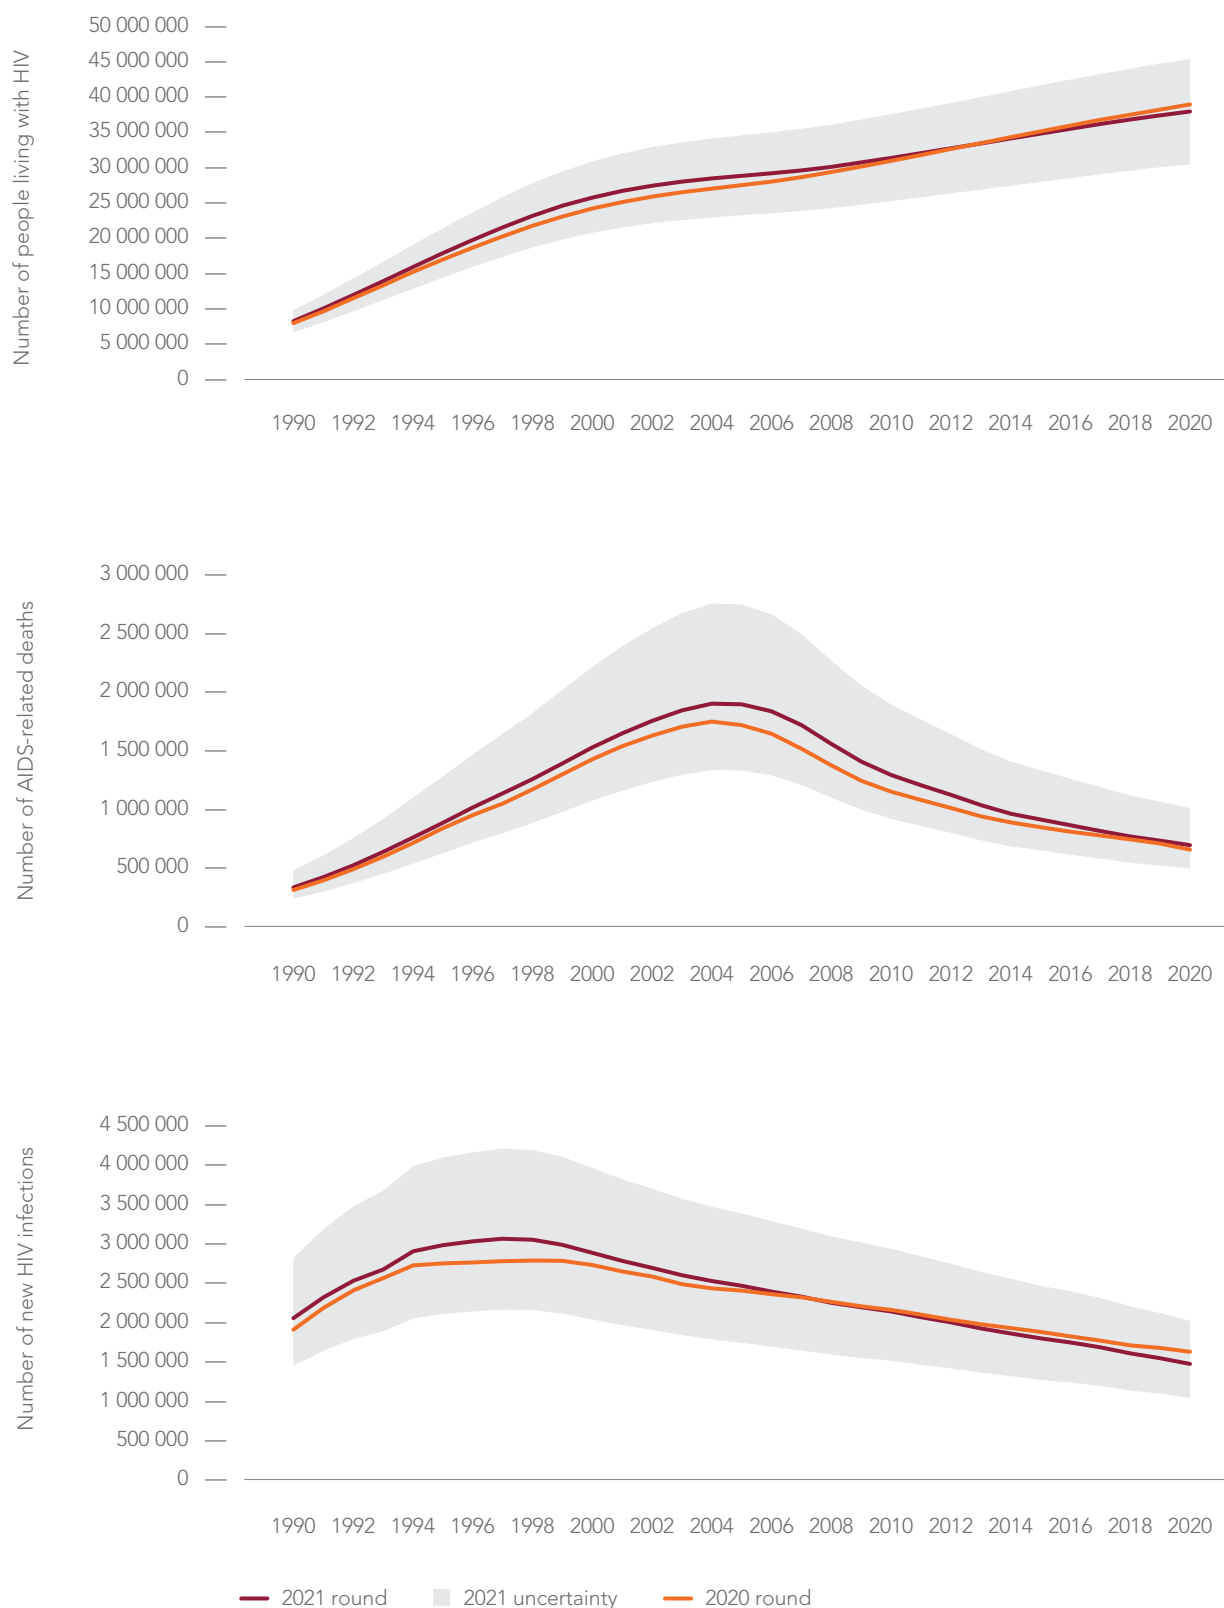 Number of people living with HIV
50 000 000
45 000 000
40 000 000
35 000 000
30 000 000
25 000 000
20 000 000
15 000 000
10 000 000
5 000 000
0
1990 1992 1994 1996 1998 2000 2002 2004 2006 2008 2010 2012 2014 2016 2018 2020
Number of AIDS-related deaths
3 000 000
2 500 000
2 000 000
1 500 000
1 000 000
500 000
0
1990 1992 1994 1996 1998 2000 2002 2004 2006 2008 2010 2012 2014 2016 2018 2020
Number of new HIV infections
4 500 000
4 000 000
3 500 000
3 000 000
2 500 000
2 000 000
1 500 000
1 000 000
500 000
0
1990 1992 1994 1996 1998 2000 2002 2004 2006 2008 2010 2012 2014 2016 2018 2020
2021 round 2021 uncertainty 2020 round